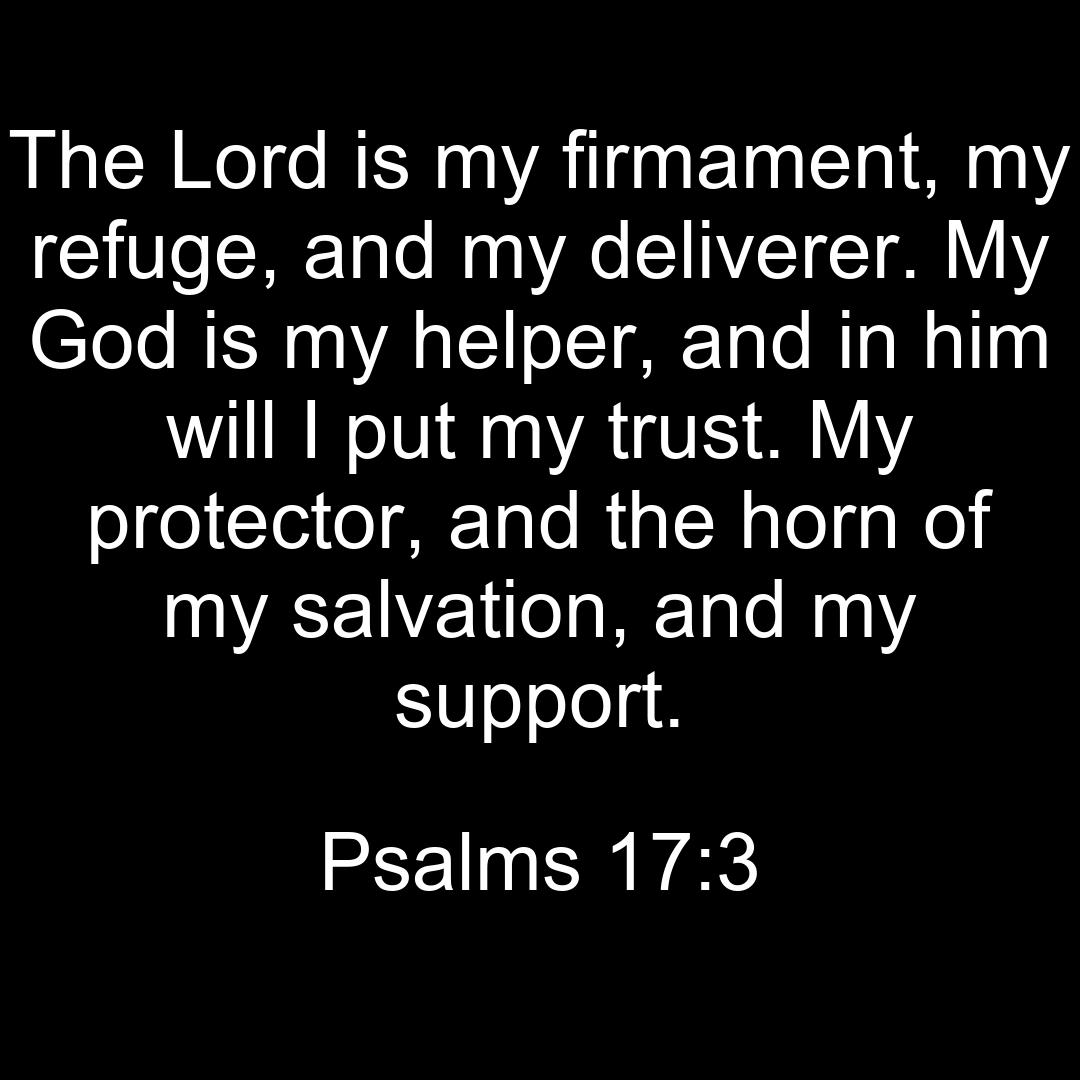 The Lord is my firmament, my
refuge, and my deliverer. My
God is my helper, and in him
will I put my trust. My
protector, and the horn of
my salvation, and my
support.
Psalms 17:3